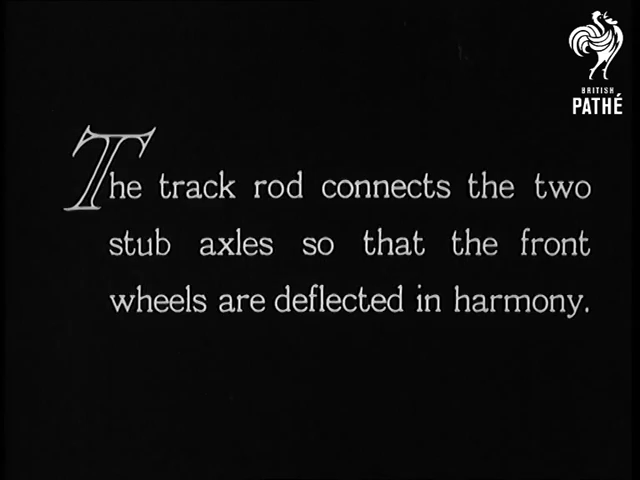 BRITISH
PATHÉ
The track rod connects the two
stub axles so that the front
wheels are deflected in harmony.